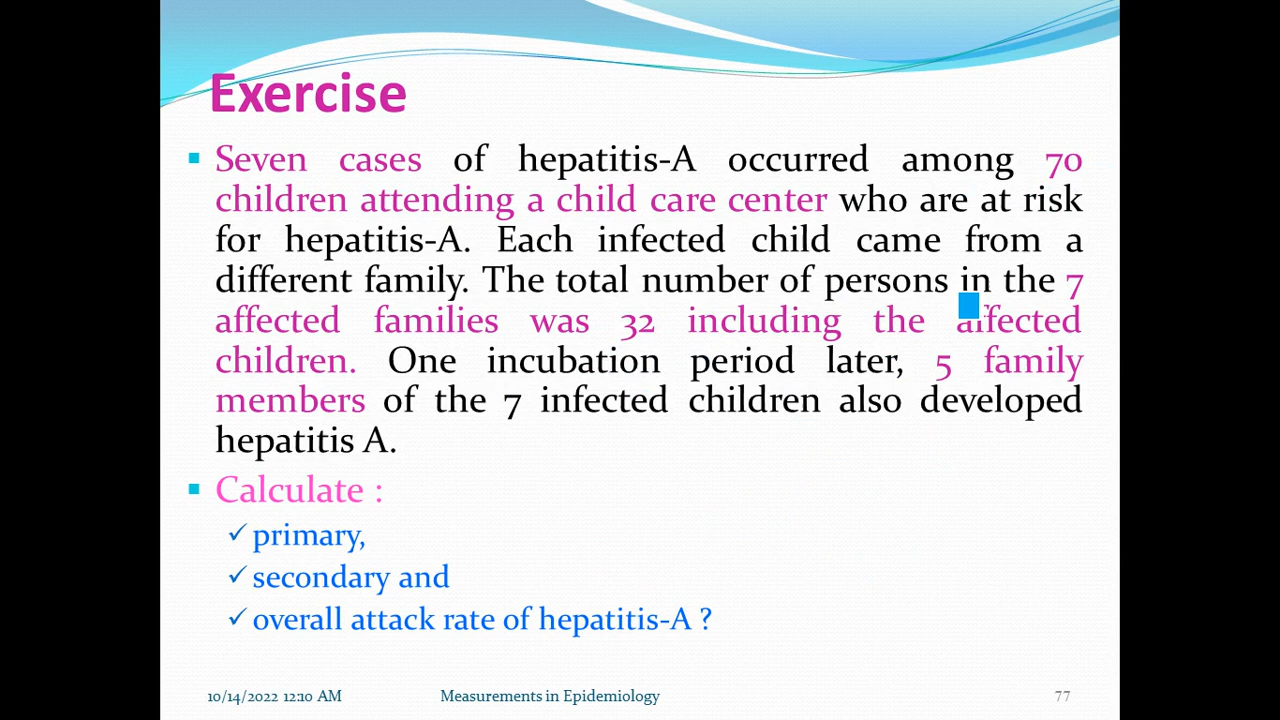 Exercise
▪ Seven cases of hepatitis-A occurred among 70
children attending a child care center who are at risk
for hepatitis-A. Each infected child came from a
different family. The total number of persons in the 7
affected families was 32 including the affected
children. One incubation period later, 5 family
members of the 7 infected children also developed
hepatitis A.
▪ Calculate :
✓ primary,
✓ secondary and
✓ overall attack rate of hepatitis-A ?
10/14/2022 12:10 AM Measurements in Epidemiology 77